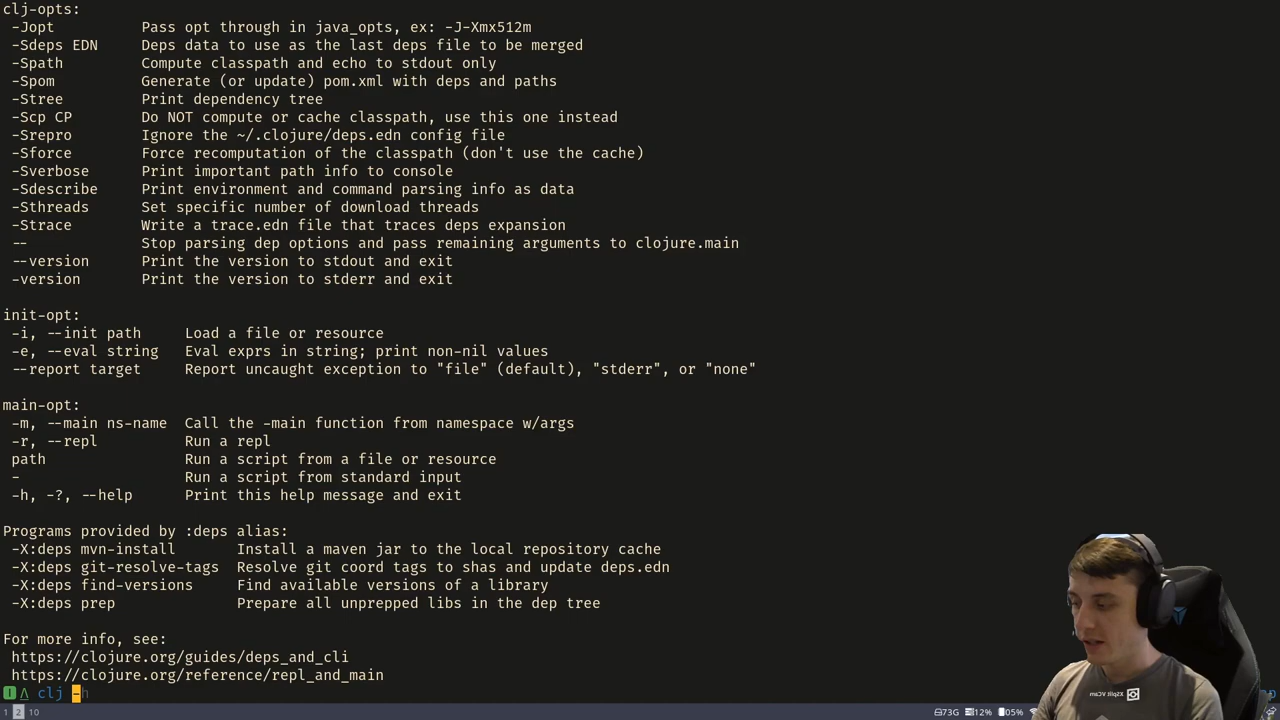 clj-opts:
-Jopt Pass opt through in java_opts, ex: -J-Xmx512m
-Sdeps EDN Deps data to use as the last deps file to be merged
-Spath Compute classpath and echo to stdout only
-Spom Generate (or update) pom.xml with deps and paths
-Stree Print dependency tree
-Scp CP Do NOT compute or cache classpath, use this one instead
-Srepro Ignore the ~/.clojure/deps.edn config file
-Sforce Force recomputation of the classpath (don't use the cache)
-Sverbose Print important path info to console
-Sdescribe Print environment and command parsing info as data
-Sthreads Set specific number of download threads
-Strace Write a trace.edn file that traces deps expansion
-- Stop parsing dep options and pass remaining arguments to clojure.main
--version Print the version to stdout and exit
-version Print the version to stderr and exit
init-opt:
-i, --init path Load a file or resource
-e, --eval string Eval exprs in string; print non-nil values
--report target Report uncaught exception to "file" (default), "stderr", or "none"
main-opt:
-m, --main ns-name Call the -main function from namespace w/args
-r, --repl Run a repl
path Run a script from a file or resource
- Run a script from standard input
-h, -?, --help Print this help message and exit
Programs provided by :deps alias:
-X:deps mvn-install Install a maven jar to the local repository cache
-X:deps git-resolve-tags Resolve git coord tags to shas and update deps.edn
-X:deps find-versions Find available versions of a library
-X:deps prep Prepare all unprepped libs in the dep tree
For more info, see:
https://clojure.org/guides/deps_and_cli
https://clojure.org/reference/repl_and_main
I Λ clj -h
XSplit VCam
1 2 10 73G 12% 05%